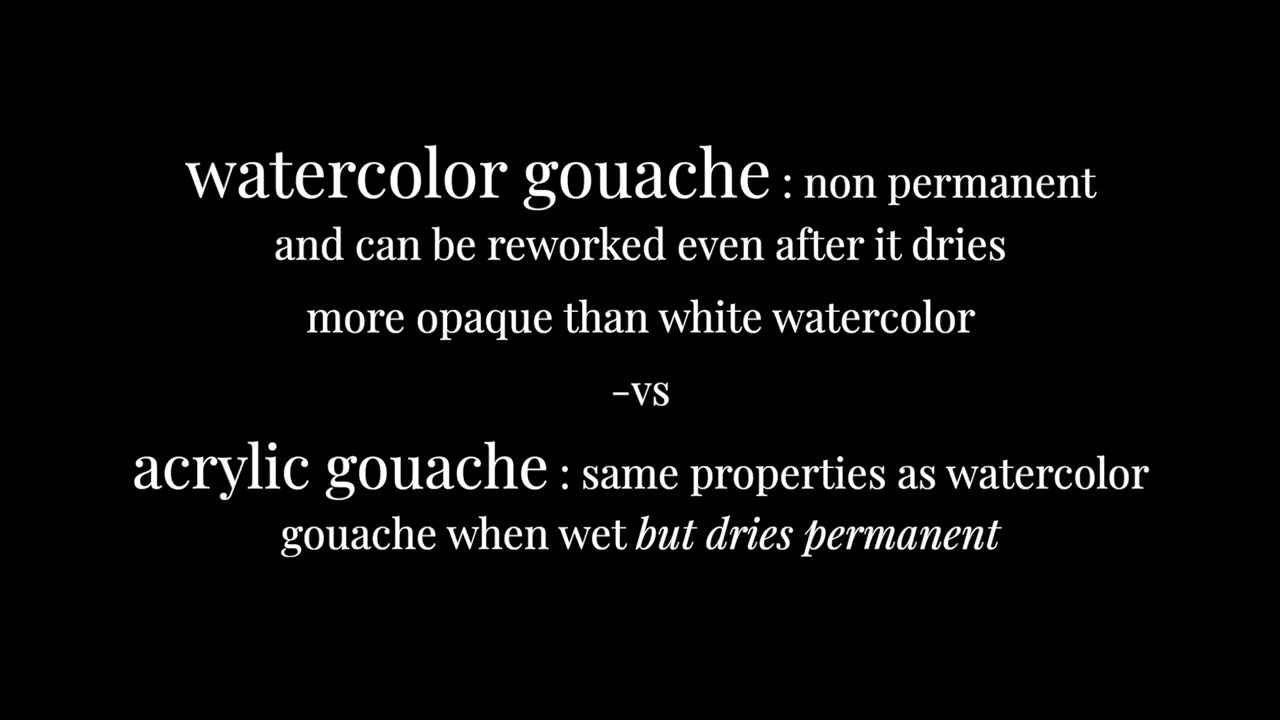 watercolor gouache : non permanent
and can be reworked even after it dries
more opaque than white watercolor
-vs
acrylic gouache : same properties as watercolor
gouache when wet but dries permanent